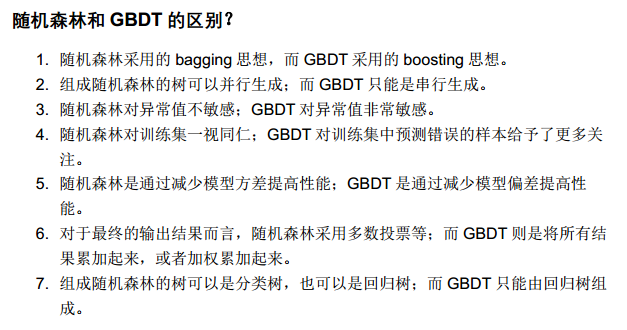 随机森林和 GBDT 的区别？
1. 随机森林采用的 bagging 思想，而 GBDT 采用的 boosting 思想。
2. 组成随机森林的树可以并行生成；而 GBDT 只能是串行生成。
3. 随机森林对异常值不敏感；GBDT 对异常值非常敏感。
4. 随机森林对训练集一视同仁；GBDT 对训练集中预测错误的样本给予了更多关
注。
5. 随机森林是通过减少模型方差提高性能；GBDT 是通过减少模型偏差提高性
能。
6. 对于最终的输出结果而言，随机森林采用多数投票等；而 GBDT 则是将所有结
果累加起来，或者加权累加起来。
7. 组成随机森林的树可以是分类树，也可以是回归树；而 GBDT 只能由回归树组
成。